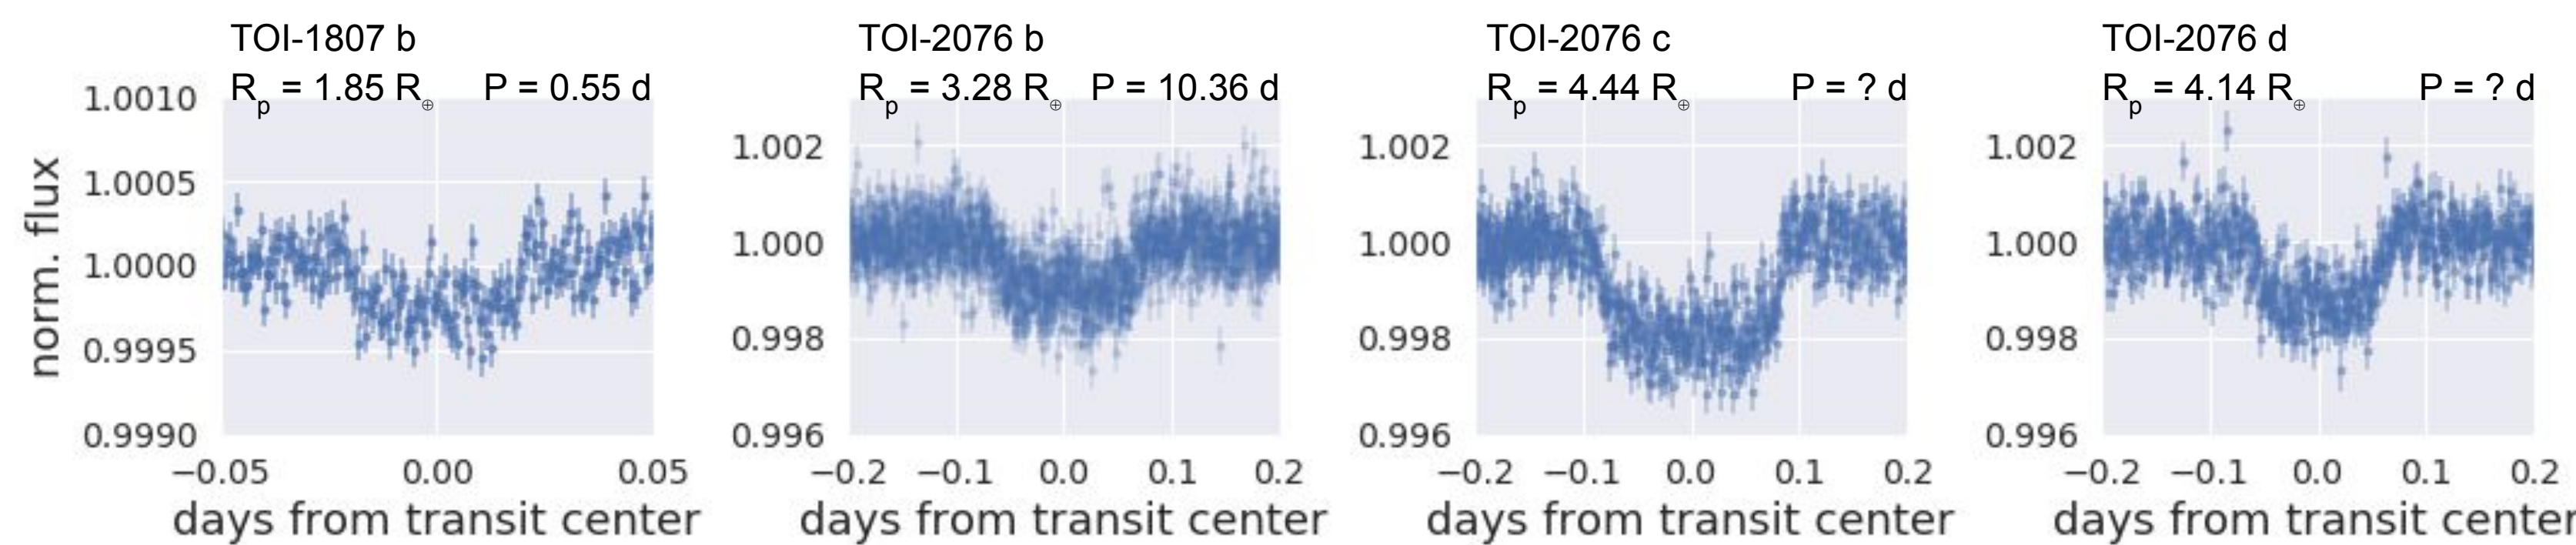 TOI-1807 b
Rp = 1.85 R⊕ P = 0.55 d
1.0010
1.0005
1.0000
0.9995
0.9990
norm. flux
−0.05 0.00 0.05
days from transit center
TOI-2076 b
Rp = 3.28 R⊕ P = 10.36 d
1.002
1.000
0.998
0.996
−0.2 −0.1 0.0 0.1 0.2
days from transit center
TOI-2076 c
Rp = 4.44 R⊕ P = ? d
1.002
1.000
0.998
0.996
−0.2 −0.1 0.0 0.1 0.2
days from transit center
TOI-2076 d
Rp = 4.14 R⊕ P = ? d
1.002
1.000
0.998
0.996
−0.2 −0.1 0.0 0.1 0.2
days from transit center